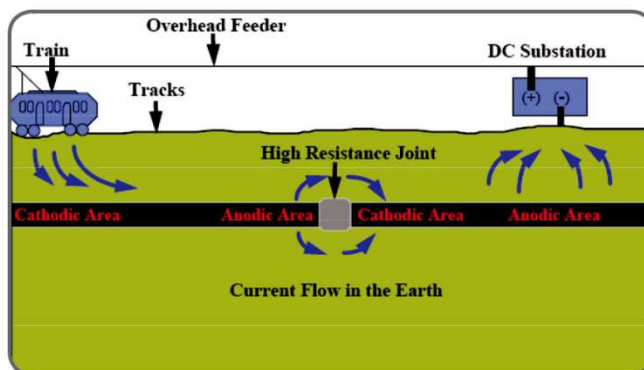 Overhead Feeder
Train
DC Substation
Tracks
(+) (-)
High Resistance Joint
Cathodic Area Anodic Area Cathodic Area Anodic Area
Current Flow in the Earth